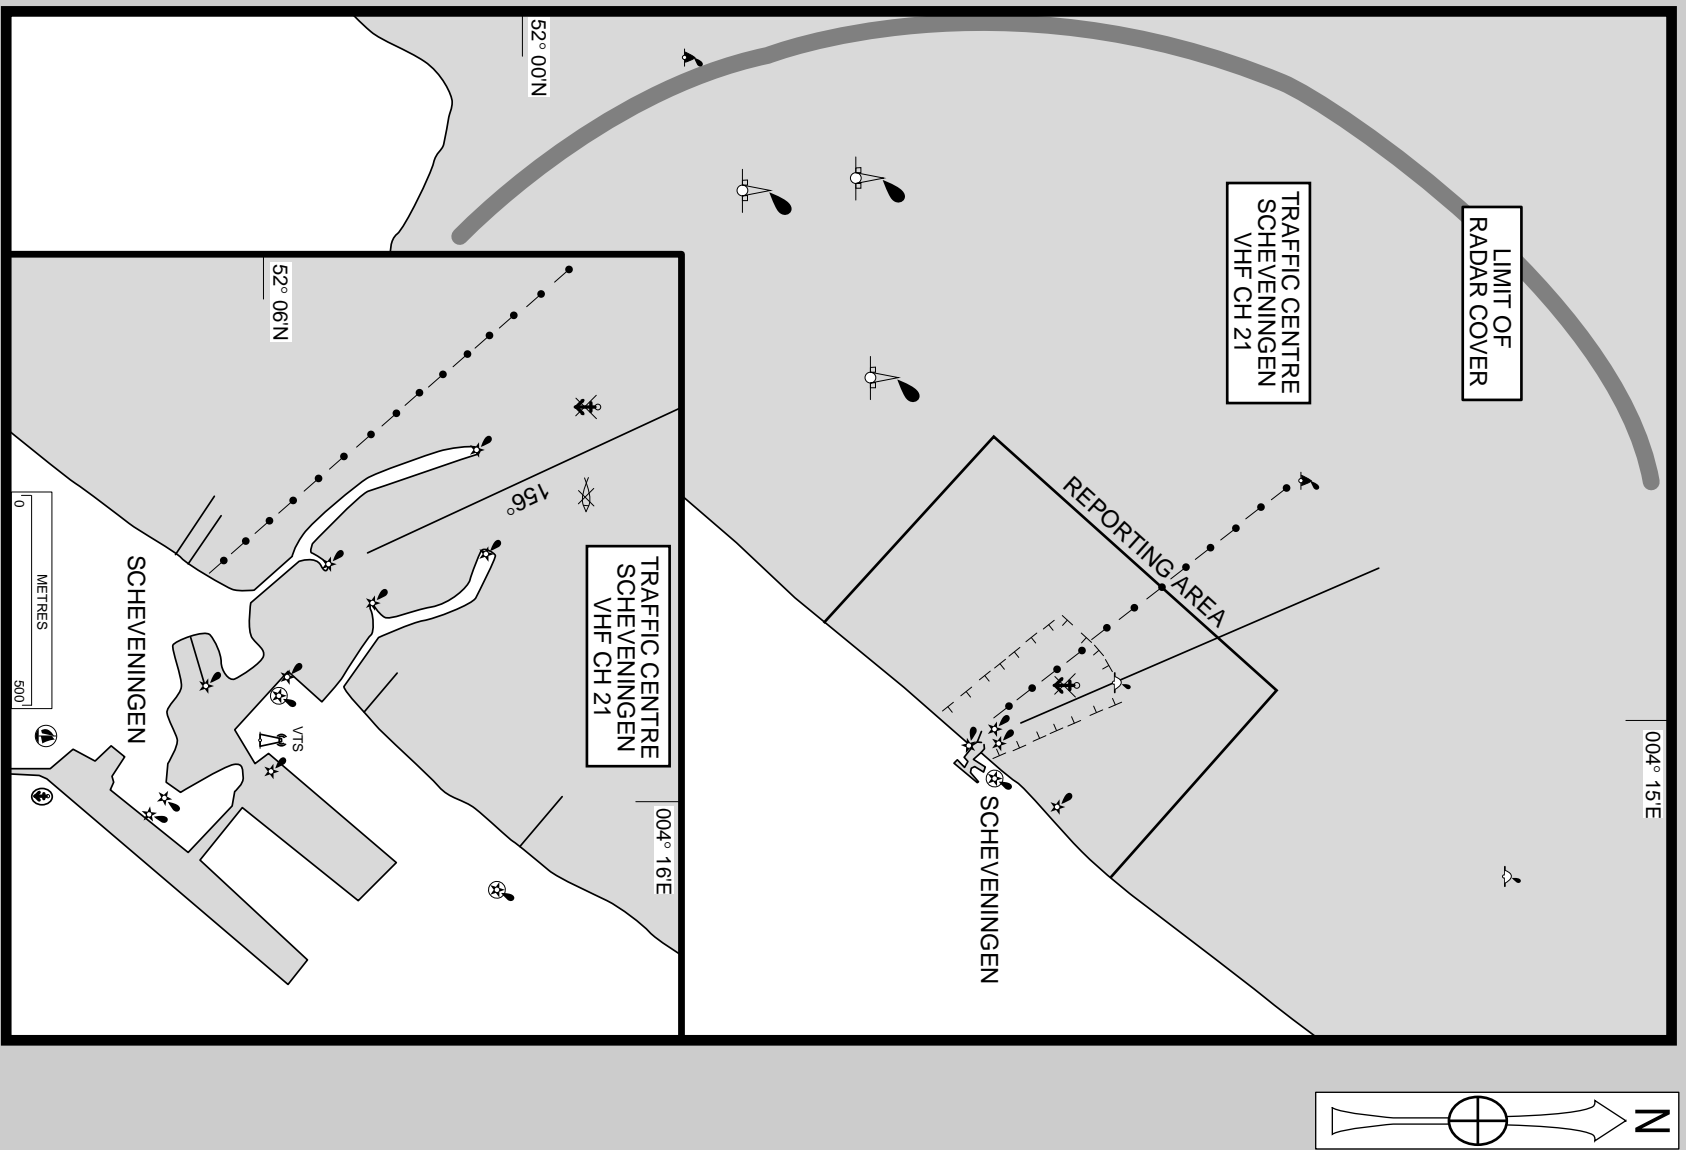 LIMIT OF
RADAR COVER
TRAFFIC CENTRE
SCHEVENINGEN
VHF CH 21
52° 00'N
REPORTING AREA
004° 15'E
SCHEVENINGEN
TRAFFIC CENTRE
SCHEVENINGEN
VHF CH 21
004° 16'E
156°
52° 06'N
VTS
SCHEVENINGEN
METRES
0 500
N